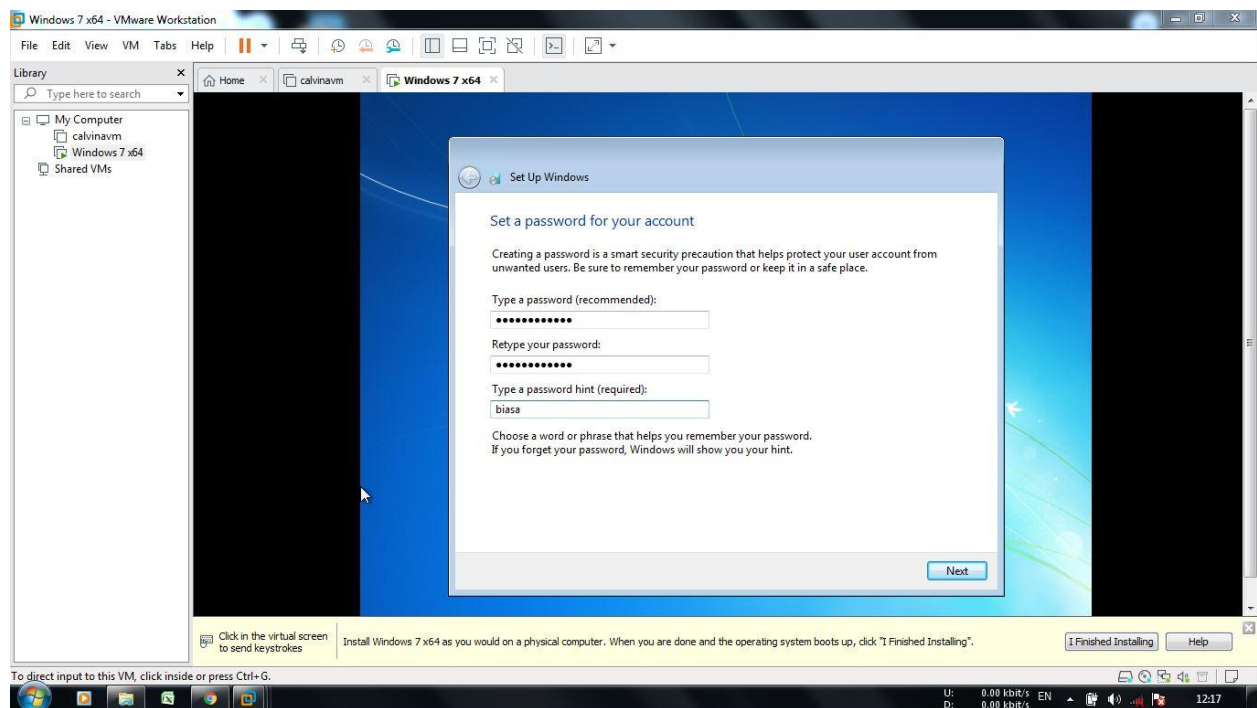 Windows 7 x64 - VMware Workstation
File Edit View VM Tabs Help
Library
Type here to search
My Computer
calvinavm
Windows 7 x64
Shared VMs
Home
calvinavm
Windows 7 x64
Set Up Windows
Set a password for your account
Creating a password is a smart security precaution that helps protect your user account from
unwanted users. Be sure to remember your password or keep it in a safe place.
Type a password (recommended):
●●●●●●●●●●●●
Retype your password:
●●●●●●●●●●●●
Type a password hint (required):
biasa
Choose a word or phrase that helps you remember your password.
If you forget your password, Windows will show you your hint.
Next
Click in the virtual screen
to send keystrokes
Install Windows 7 x64 as you would on a physical computer. When you are done and the operating system boots up, click "I Finished Installing".
I Finished Installing
Help
To direct input to this VM, click inside or press Ctrl+G.
U: 0.00 kbit/s
D: 0.00 kbit/s
EN
12:17